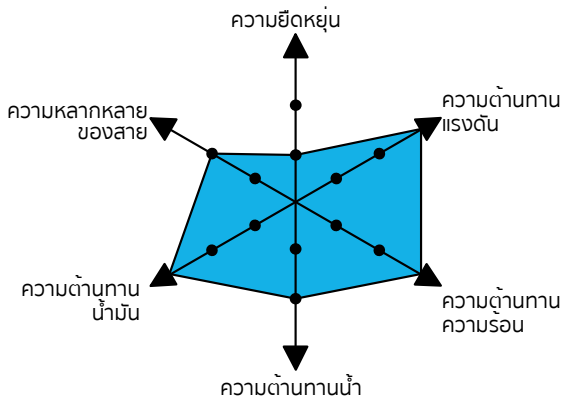 ความยืดหยุ่น
ความต้านทาน
แรงดัน
ความหลากหลาย
ของสาย
ความต้านทาน
น้ำมัน
ความต้านทาน
ความร้อน
ความต้านทานน้ำ